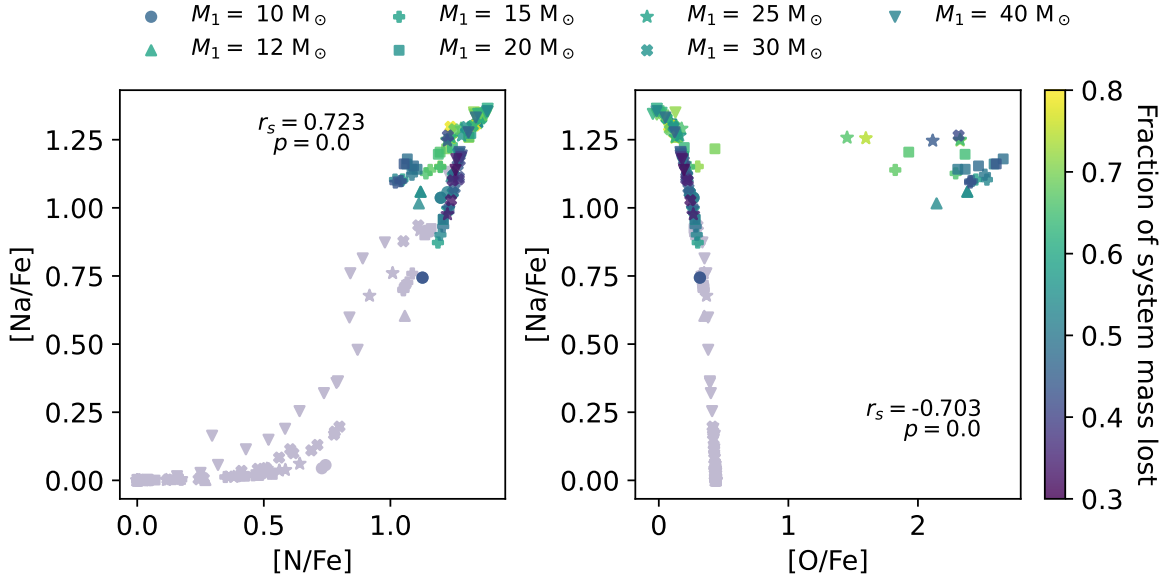 M₁ = 10 M⊙ M₁ = 15 M⊙ M₁ = 25 M⊙ M₁ = 40 M⊙
M₁ = 12 M⊙ M₁ = 20 M⊙ M₁ = 30 M⊙
[Na/Fe]
1.25
1.00
0.75
0.50
0.25
0.00
rₛ = 0.723
p = 0.0
0.0 0.5 1.0
[N/Fe]
[Na/Fe]
1.25
1.00
0.75
0.50
0.25
0.00
rₛ = -0.703
p = 0.0
0 1 2
[O/Fe]
0.8
0.7
0.6
0.5
0.4
0.3
Fraction of system mass lost